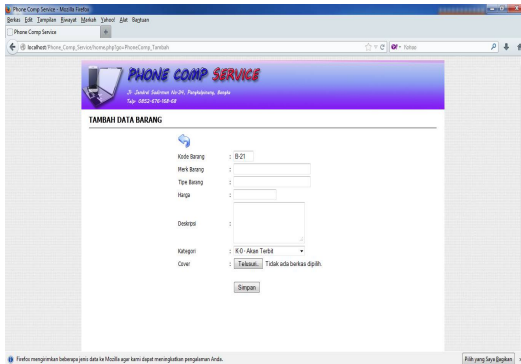 Phone Comp Service - Mozilla Firefox
Berkas Edit Tampilan Riwayat Markah Yahoo! Alat Bantuan
Phone Comp Service
localhost/Phone_Comp_Service/home.php?go=PhoneComp_Tambah
Yahoo
PHONE COMP SERVICE
Jl. Jendral Sudirman No.24, Pangkalpinang, Bangka
Telp. 0852-670-158-68
TAMBAH DATA BARANG
Kode Barang : B-21
Merk Barang :
Tipe Barang :
Harga :
Deskripsi :
Kategori : K-0 - Akan Terbit
Cover : Telusuri.. Tidak ada berkas dipilih.
Simpan
Firefox mengirimkan beberapa jenis data ke Mozilla agar kami dapat meningkatkan pengalaman Anda.
Pilih yang Saya Bagikan